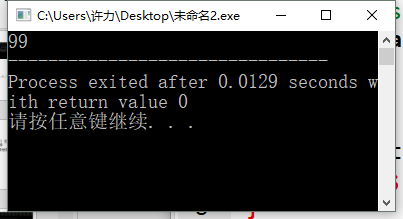 C:\Users\许力\Desktop\未命名2.exe
99
--------------------------------
Process exited after 0.0129 seconds w
ith return value 0
请按任意键继续. . .